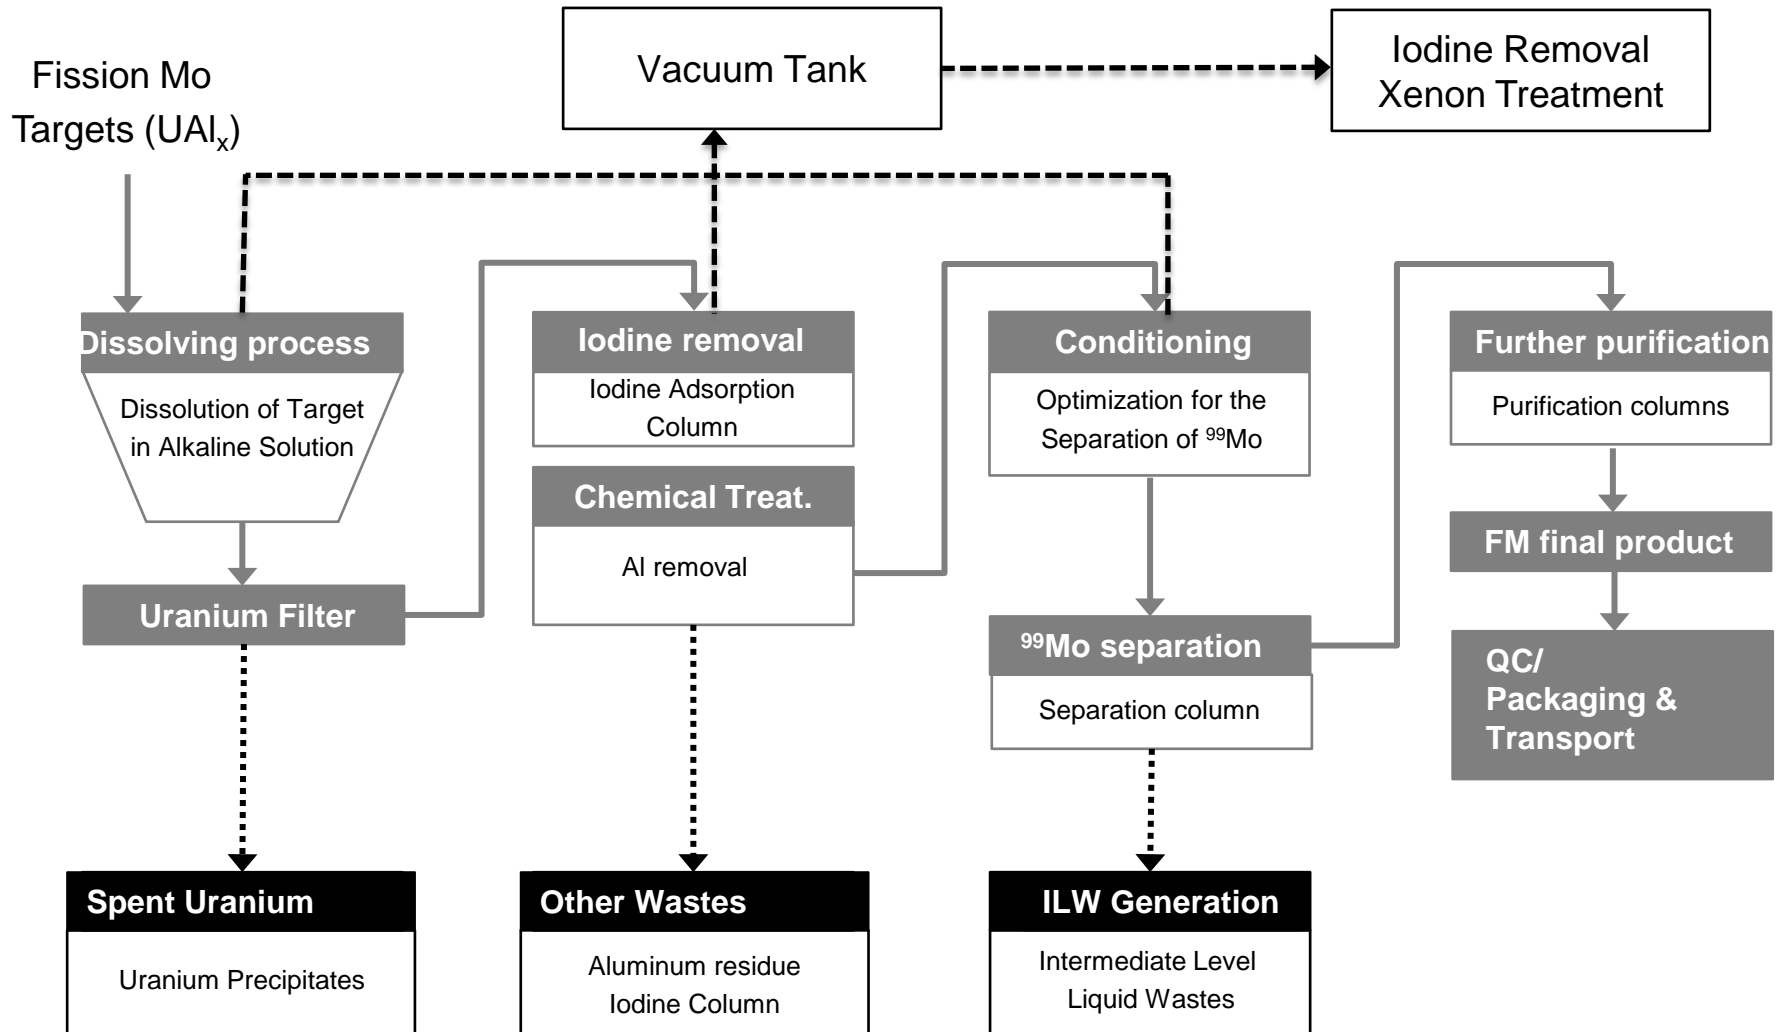 Fission Mo
Targets (UAlₓ)
Vacuum Tank
Iodine Removal
Xenon Treatment
Dissolving process
Dissolution of Target
in Alkaline Solution
Uranium Filter
Iodine removal
Iodine Adsorption
Column
Chemical Treat.
Al removal
Conditioning
Optimization for the
Separation of ⁹⁹Mo
⁹⁹Mo separation
Separation column
Further purification
Purification columns
FM final product
QC/
Packaging &
Transport
Spent Uranium
Uranium Precipitates
Other Wastes
Aluminum residue
Iodine Column
ILW Generation
Intermediate Level
Liquid Wastes